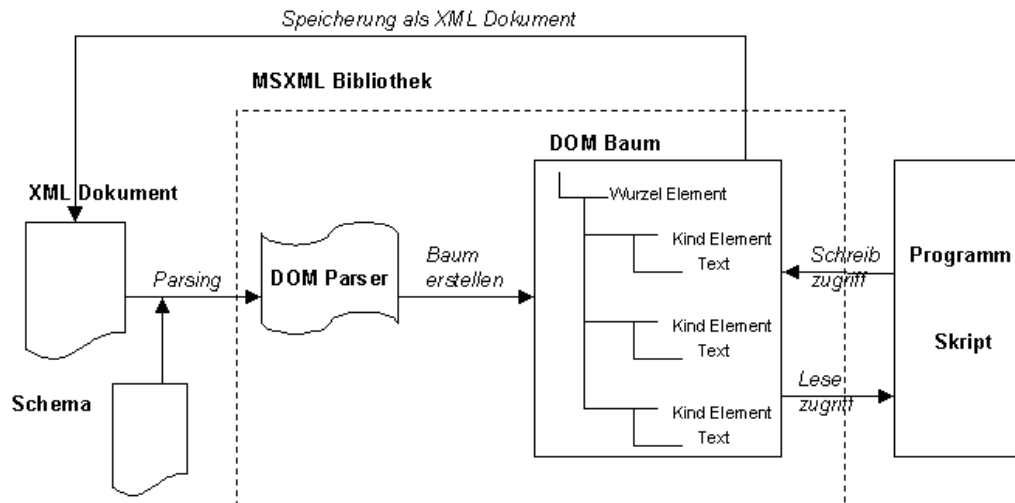 Speicherung als XML Dokument
MSXML Bibliothek
DOM Baum
XML Dokument
Wurzel Element
Kind Element
Text
Kind Element
Text
Kind Element
Text
Parsing
DOM Parser
Baum
erstellen
Schreib
zugriff
Programm
Skript
Lese
zugriff
Schema